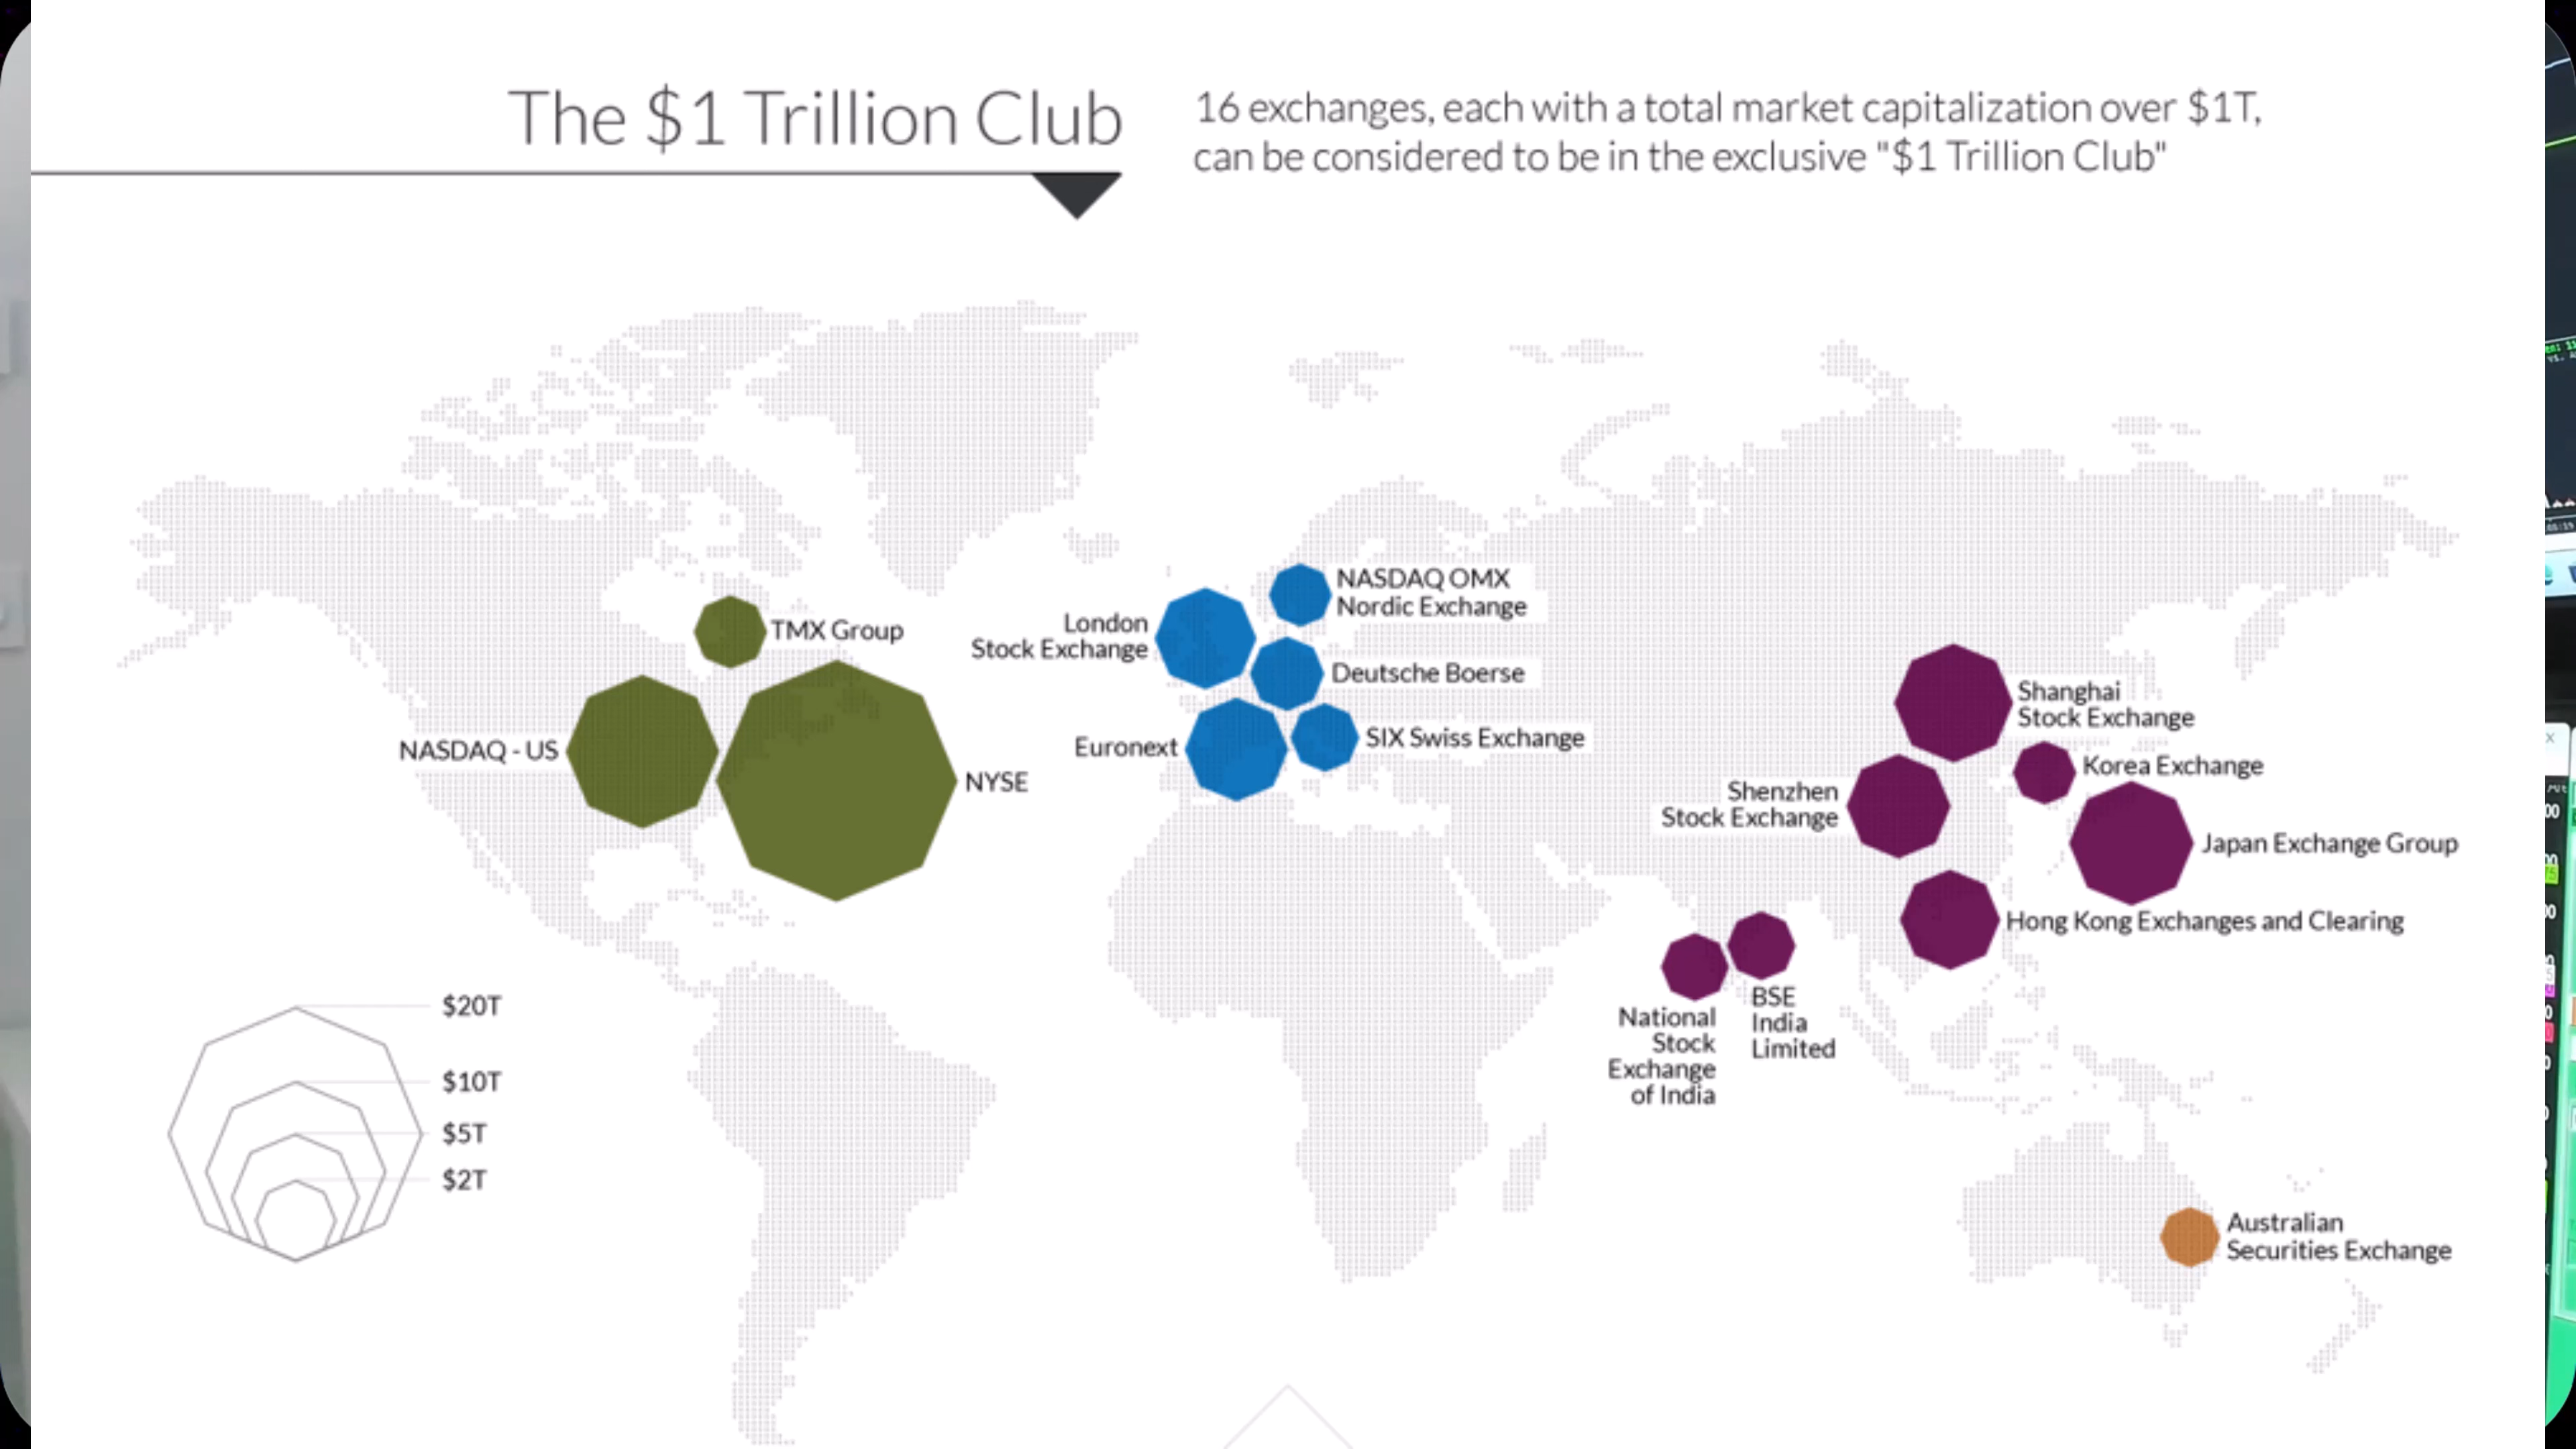 The $1 Trillion Club
16 exchanges, each with a total market capitalization over $1T,
can be considered to be in the exclusive "$1 Trillion Club"
TMX Group
NASDAQ - US
NYSE
London
Stock Exchange
NASDAQ OMX
Nordic Exchange
Deutsche Boerse
Euronext
SIX Swiss Exchange
Shanghai
Stock Exchange
Korea Exchange
Shenzhen
Stock Exchange
Japan Exchange Group
Hong Kong Exchanges and Clearing
National
Stock
Exchange
of India
BSE
India
Limited
$20T
$10T
$5T
$2T
Australian
Securities Exchange